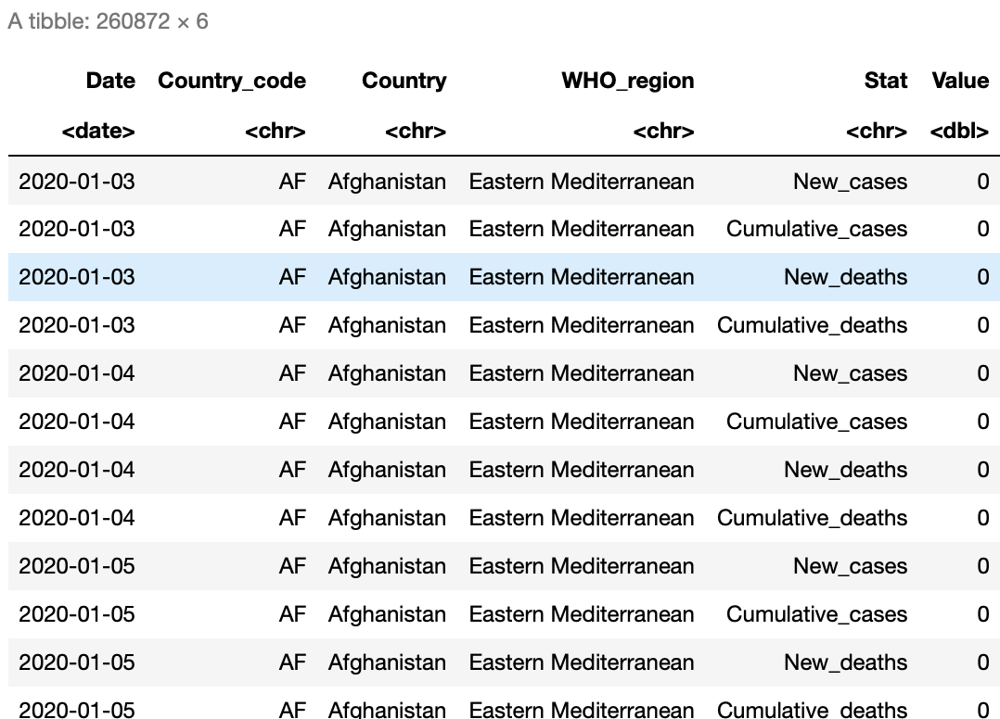 A tibble: 260872 × 6
Date Country_code Country WHO_region Stat Value
<date> <chr> <chr> <chr> <chr> <dbl>
2020-01-03 AF Afghanistan Eastern Mediterranean New_cases 0
2020-01-03 AF Afghanistan Eastern Mediterranean Cumulative_cases 0
2020-01-03 AF Afghanistan Eastern Mediterranean New_deaths 0
2020-01-03 AF Afghanistan Eastern Mediterranean Cumulative_deaths 0
2020-01-04 AF Afghanistan Eastern Mediterranean New_cases 0
2020-01-04 AF Afghanistan Eastern Mediterranean Cumulative_cases 0
2020-01-04 AF Afghanistan Eastern Mediterranean New_deaths 0
2020-01-04 AF Afghanistan Eastern Mediterranean Cumulative_deaths 0
2020-01-05 AF Afghanistan Eastern Mediterranean New_cases 0
2020-01-05 AF Afghanistan Eastern Mediterranean Cumulative_cases 0
2020-01-05 AF Afghanistan Eastern Mediterranean New_deaths 0
2020-01-05 AF Afghanistan Eastern Mediterranean Cumulative_deaths 0